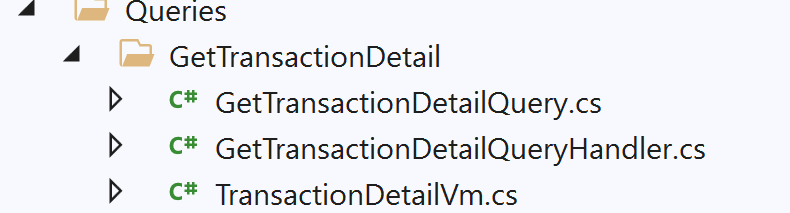 Queries
GetTransactionDetail
C# GetTransactionDetailQuery.cs
C# GetTransactionDetailQueryHandler.cs
C# TransactionDetailVm.cs